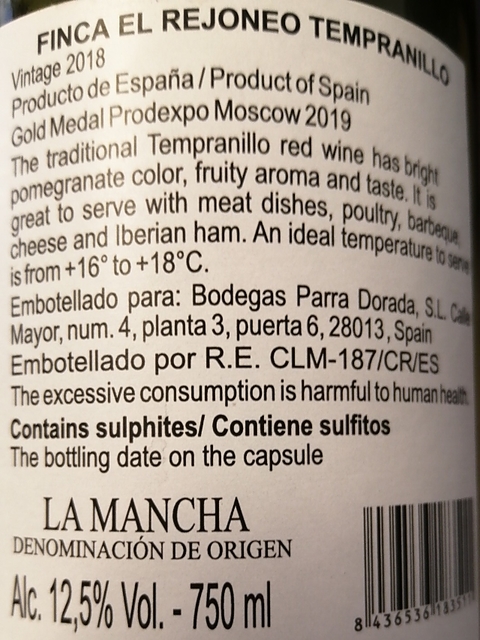 FINCA EL REJONEO TEMPRANILLO
Vintage 2018
Producto de España / Product of Spain
Gold Medal Prodexpo Moscow 2019
The traditional Tempranillo red wine has bright
pomegranate color, fruity aroma and taste. It is
great to serve with meat dishes, poultry, barbeque,
cheese and Iberian ham. An ideal temperature to serve
is from +16° to +18°C.
Embotellado para: Bodegas Parra Dorada, S.L. Calle
Mayor, num. 4, planta 3, puerta 6, 28013, Spain
Embotellado por R.E. CLM-187/CR/ES
The excessive consumption is harmful to human health.
Contains sulphites/ Contiene sulfitos
The bottling date on the capsule
LA MANCHA
DENOMINACIÓN DE ORIGEN
Alc. 12,5% Vol. - 750 ml
8 436536